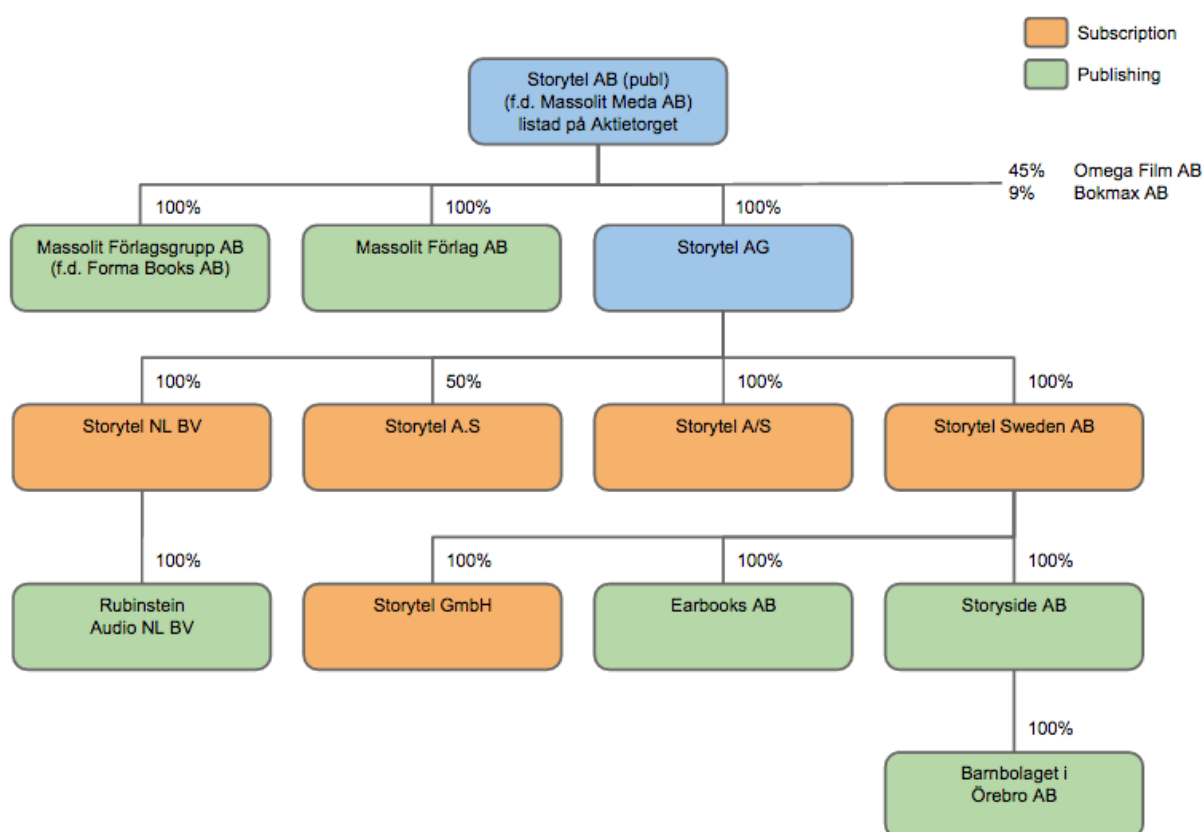 Subscription
Publishing
Storytel AB (publ)
(f.d. Massolit Meda AB)
listad på Aktietorget
45% Omega Film AB
9% Bokmax AB
100%
100%
100%
Massolit Förlagsgrupp AB
(f.d. Forma Books AB)
Massolit Förlag AB
Storytel AG
100%
50%
100%
100%
Storytel NL BV
Storytel A.S
Storytel A/S
Storytel Sweden AB
100%
100%
100%
100%
Rubinstein
Audio NL BV
Storytel GmbH
Earbooks AB
Storyside AB
100%
Barnbolaget i
Örebro AB